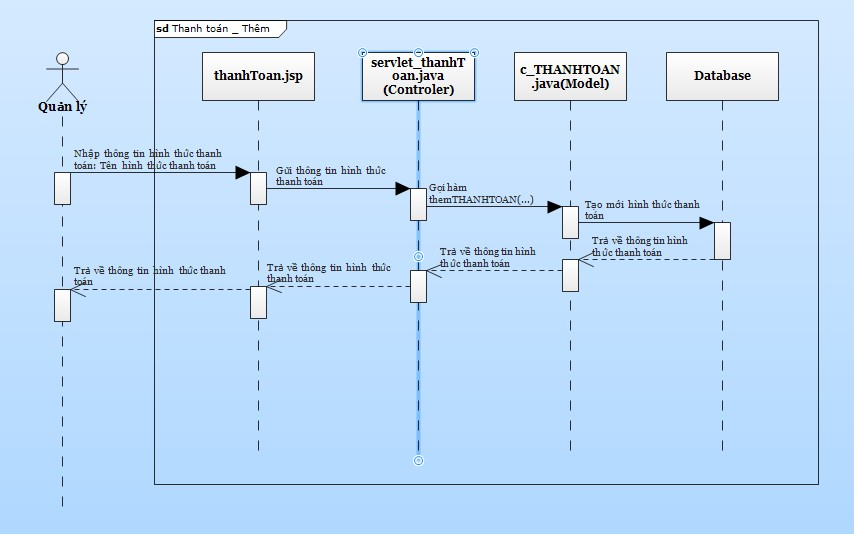 sd Thanh toán _ Thêm
Quản lý
thanhToan.jsp
servlet_thanhT
oan.java
(Controler)
c_THANHTOAN
.java(Model)
Database
Nhập thông tin hình thức thanh
toán: Tên hình thức thanh toán
Gửi thông tin hình thức
thanh toán
Gọi hàm
themTHANHTOAN(...)
Tạo mới hình thức thanh
toán
Trả về thông tin hình
thức thanh toán
Trả về thông tin hình
thức thanh toán
Trả về thông tin hình thức
thanh toán
Trả về thông tin hình thức thanh
toán